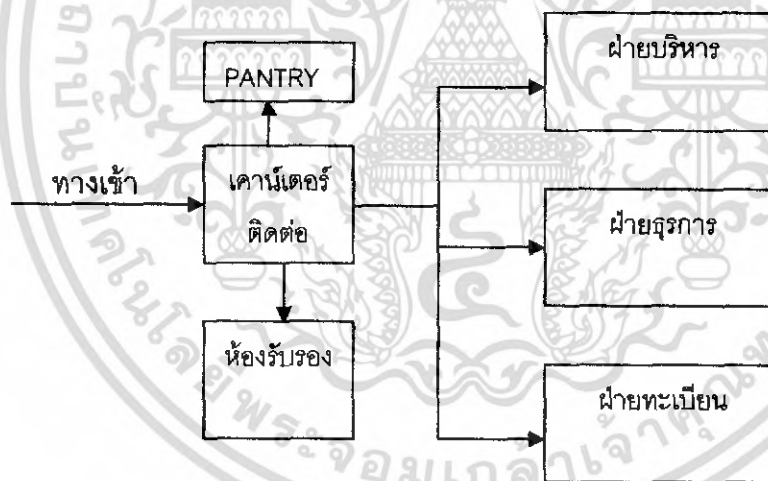 PANTRY
ฝ่ายบริหาร
ทางเข้า
เคาน์เตอร์
ติดต่อ
ฝ่ายธุรการ
ห้องรับรอง
ฝ่ายทะเบียน